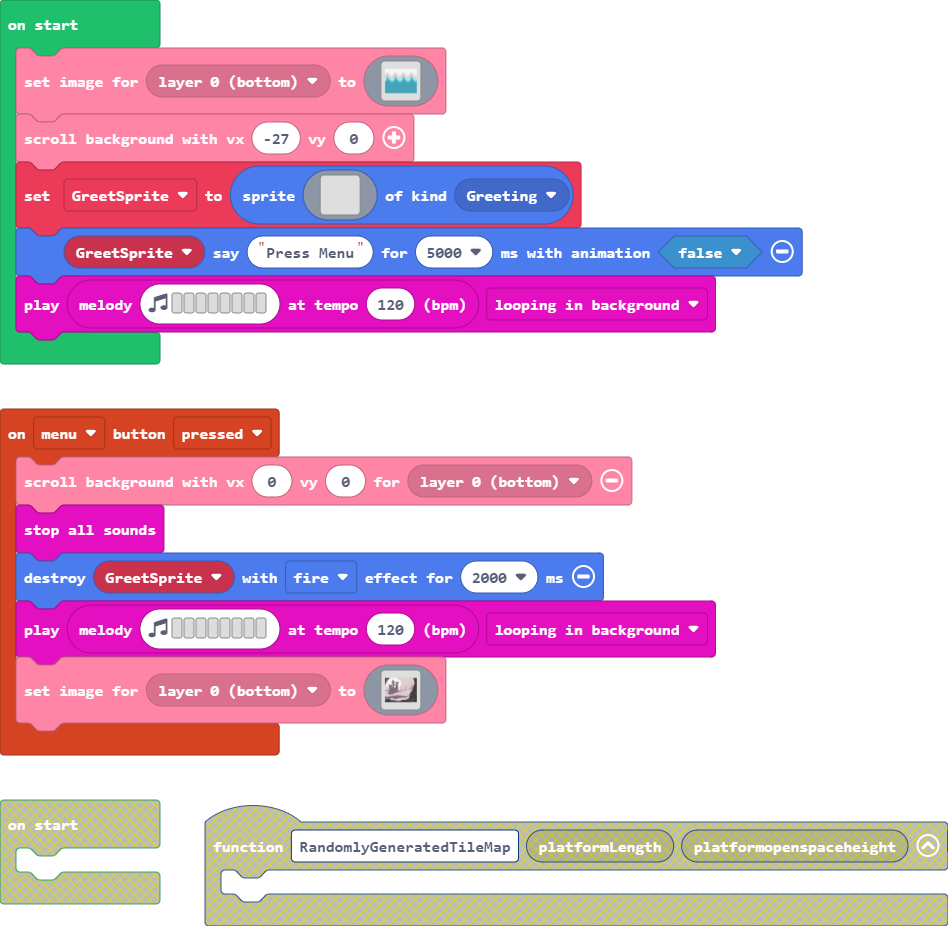 on start
set image for layer 0 (bottom) to
scroll background with vx -27 vy 0
set GreetSprite to sprite of kind Greeting
GreetSprite say "Press Menu" for 5000 ms with animation false
play melody at tempo 120 (bpm) looping in background
on menu button pressed
scroll background with vx 0 vy 0 for layer 0 (bottom)
stop all sounds
destroy GreetSprite with fire effect for 2000 ms
play melody at tempo 120 (bpm) looping in background
set image for layer 0 (bottom) to
on start
function RandomlyGeneratedTileMap platformLength platformopenspaceheight